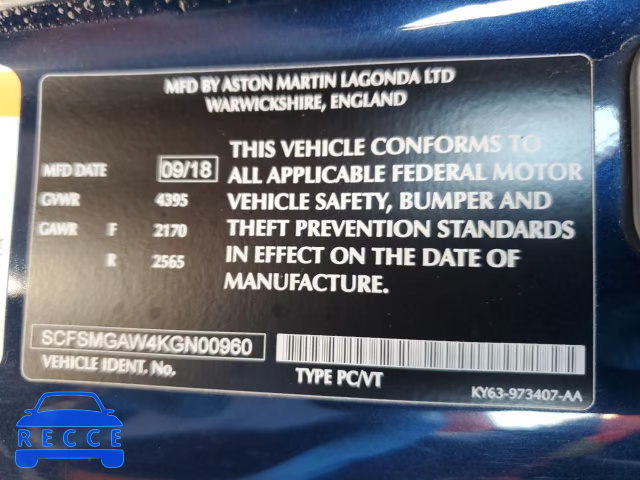 MFD BY ASTON MARTIN LAGONDA LTD
WARWICKSHIRE, ENGLAND
MFD DATE 09/18
GVWR 4395
GAWR F 2170
R 2565
THIS VEHICLE CONFORMS TO
ALL APPLICABLE FEDERAL MOTOR
VEHICLE SAFETY, BUMPER AND
THEFT PREVENTION STANDARDS
IN EFFECT ON THE DATE OF
MANUFACTURE.
SCFSMGAW4KGN00960
VEHICLE IDENT. No.
TYPE PC/VT
KY63-973407-AA
RECCE